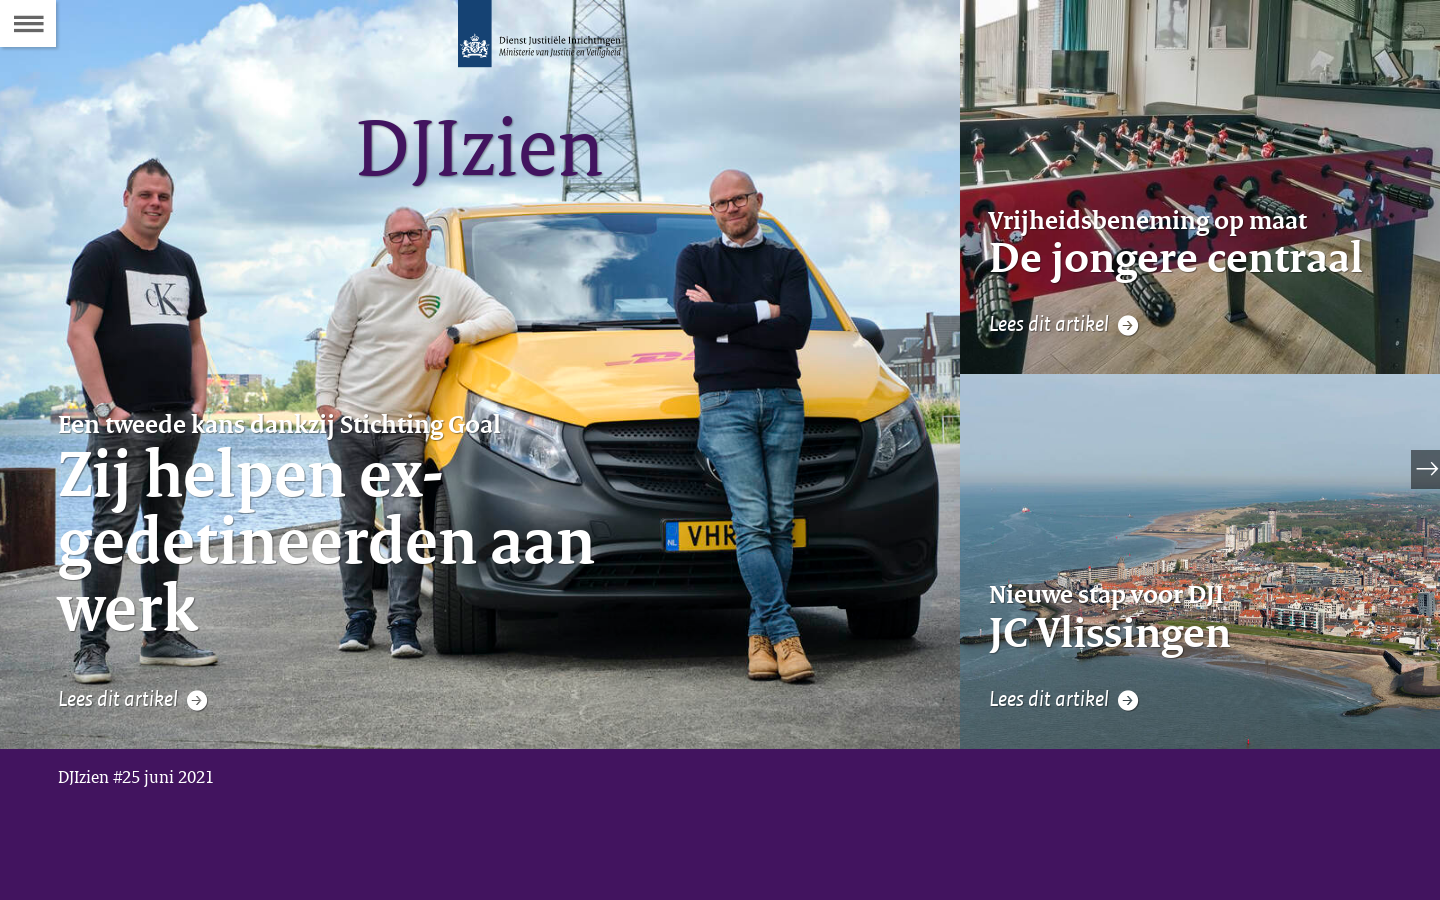 Dienst Justitiële Inrichtingen
Ministerie van Justitie en Veiligheid
DJIzien
CK
Een tweede kans dankzij Stichting Goal
Zij helpen ex-
gedetineerden aan
werk
Lees dit artikel
NL
Vrijheidsbeneming op maat
De jongere centraal
Lees dit artikel
Nieuwe stap voor DJI
JC Vlissingen
Lees dit artikel
DJIzien #25 juni 2021